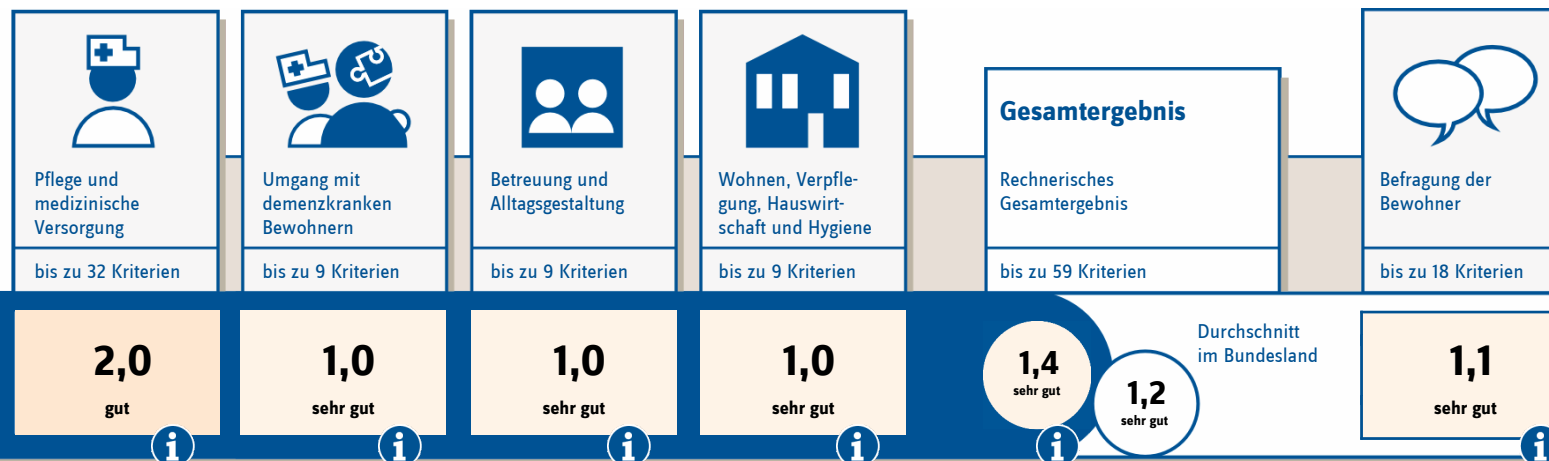 Pflege und
medizinische
Versorgung
bis zu 32 Kriterien
2,0
gut
Umgang mit
demenzkranken
Bewohnern
bis zu 9 Kriterien
1,0
sehr gut
Betreuung und
Alltagsgestaltung
bis zu 9 Kriterien
1,0
sehr gut
Wohnen, Verpfle-
gung, Hauswirt-
schaft und Hygiene
bis zu 9 Kriterien
1,0
sehr gut
Gesamtergebnis
Rechnerisches
Gesamtergebnis
bis zu 59 Kriterien
1,4
sehr gut
Durchschnitt
im Bundesland
1,2
sehr gut
Befragung der
Bewohner
bis zu 18 Kriterien
1,1
sehr gut
i
i
i
i
i
i